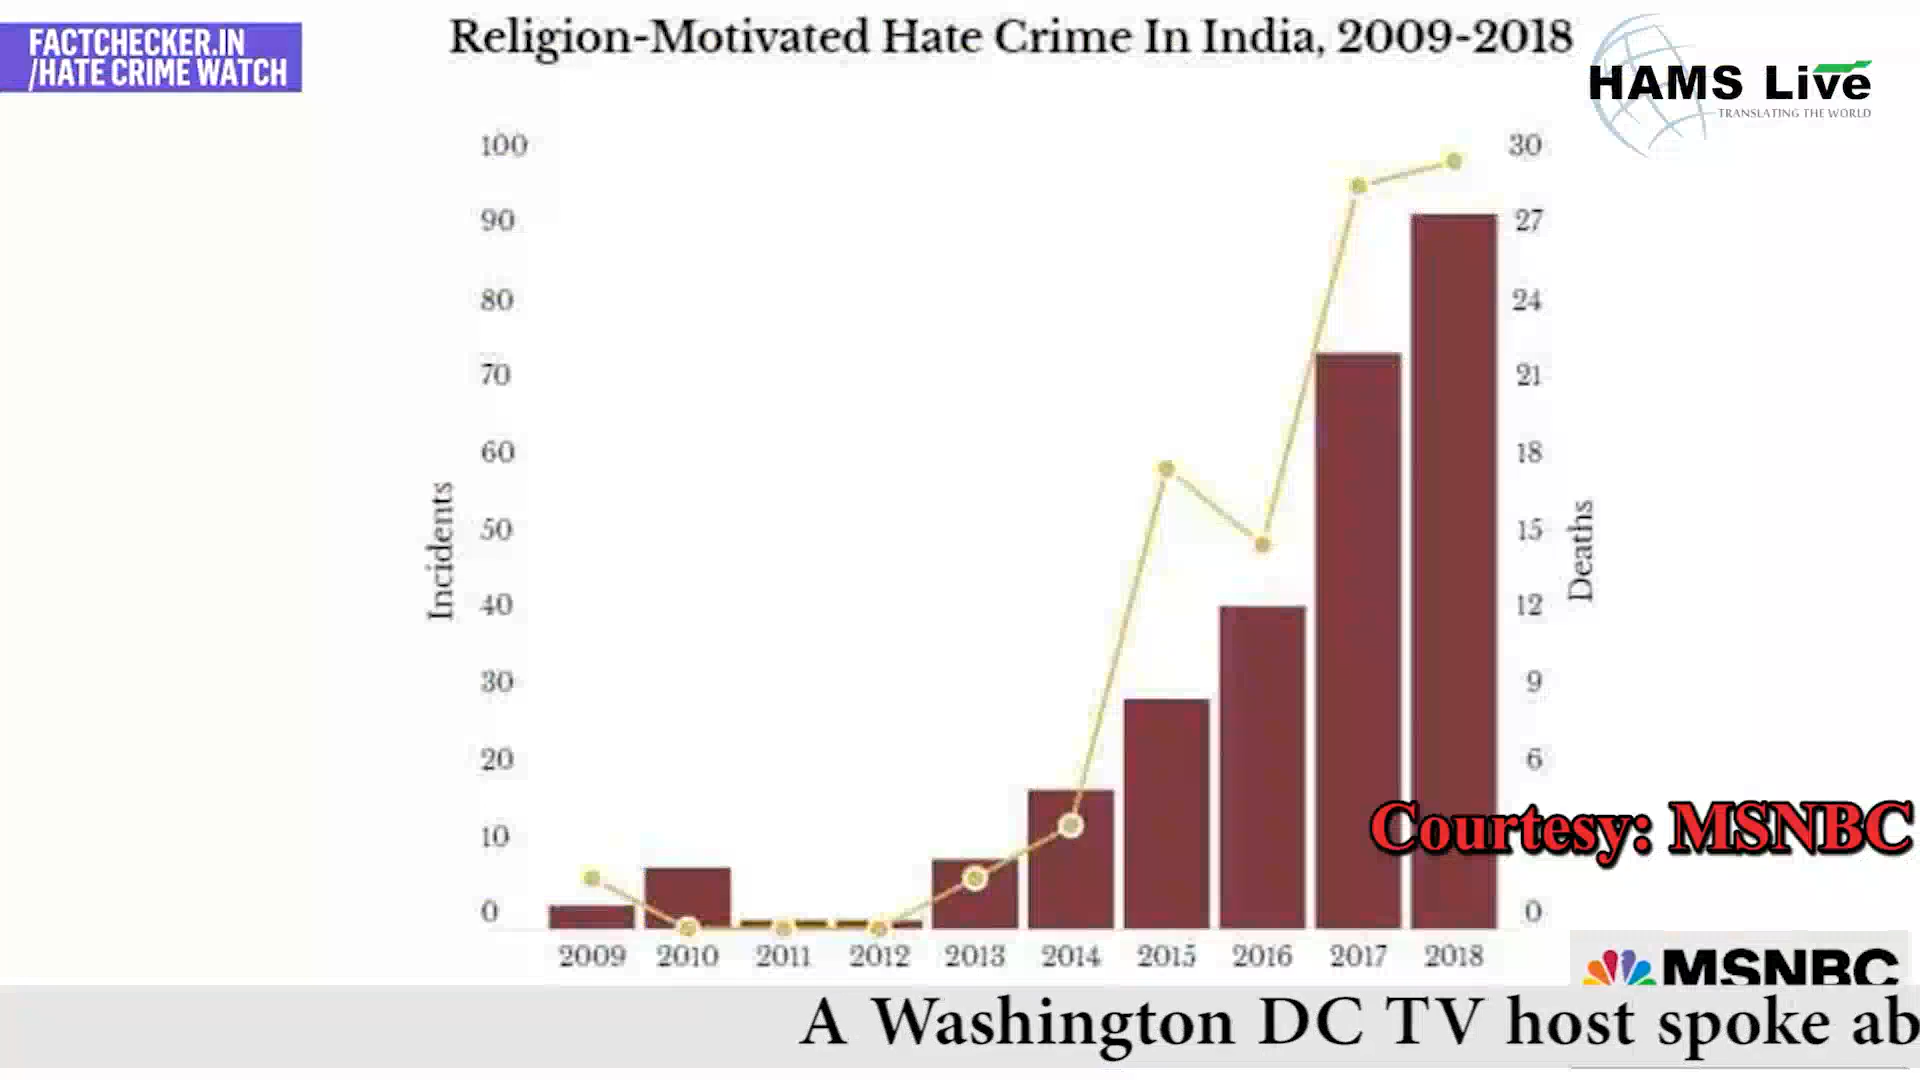 FACTCHECKER.IN
/HATE CRIME WATCH
Religion-Motivated Hate Crime In India, 2009-2018
HAMS Live
TRANSLATING THE WORLD
100
90
80
70
60
50
40
30
20
10
0
Incidents
30
27
24
21
18
15
12
9
6
0
Deaths
2009 2010 2011 2012 2013 2014 2015 2016 2017 2018
Courtesy: MSNBC
MSNBC
A Washington DC TV host spoke ab